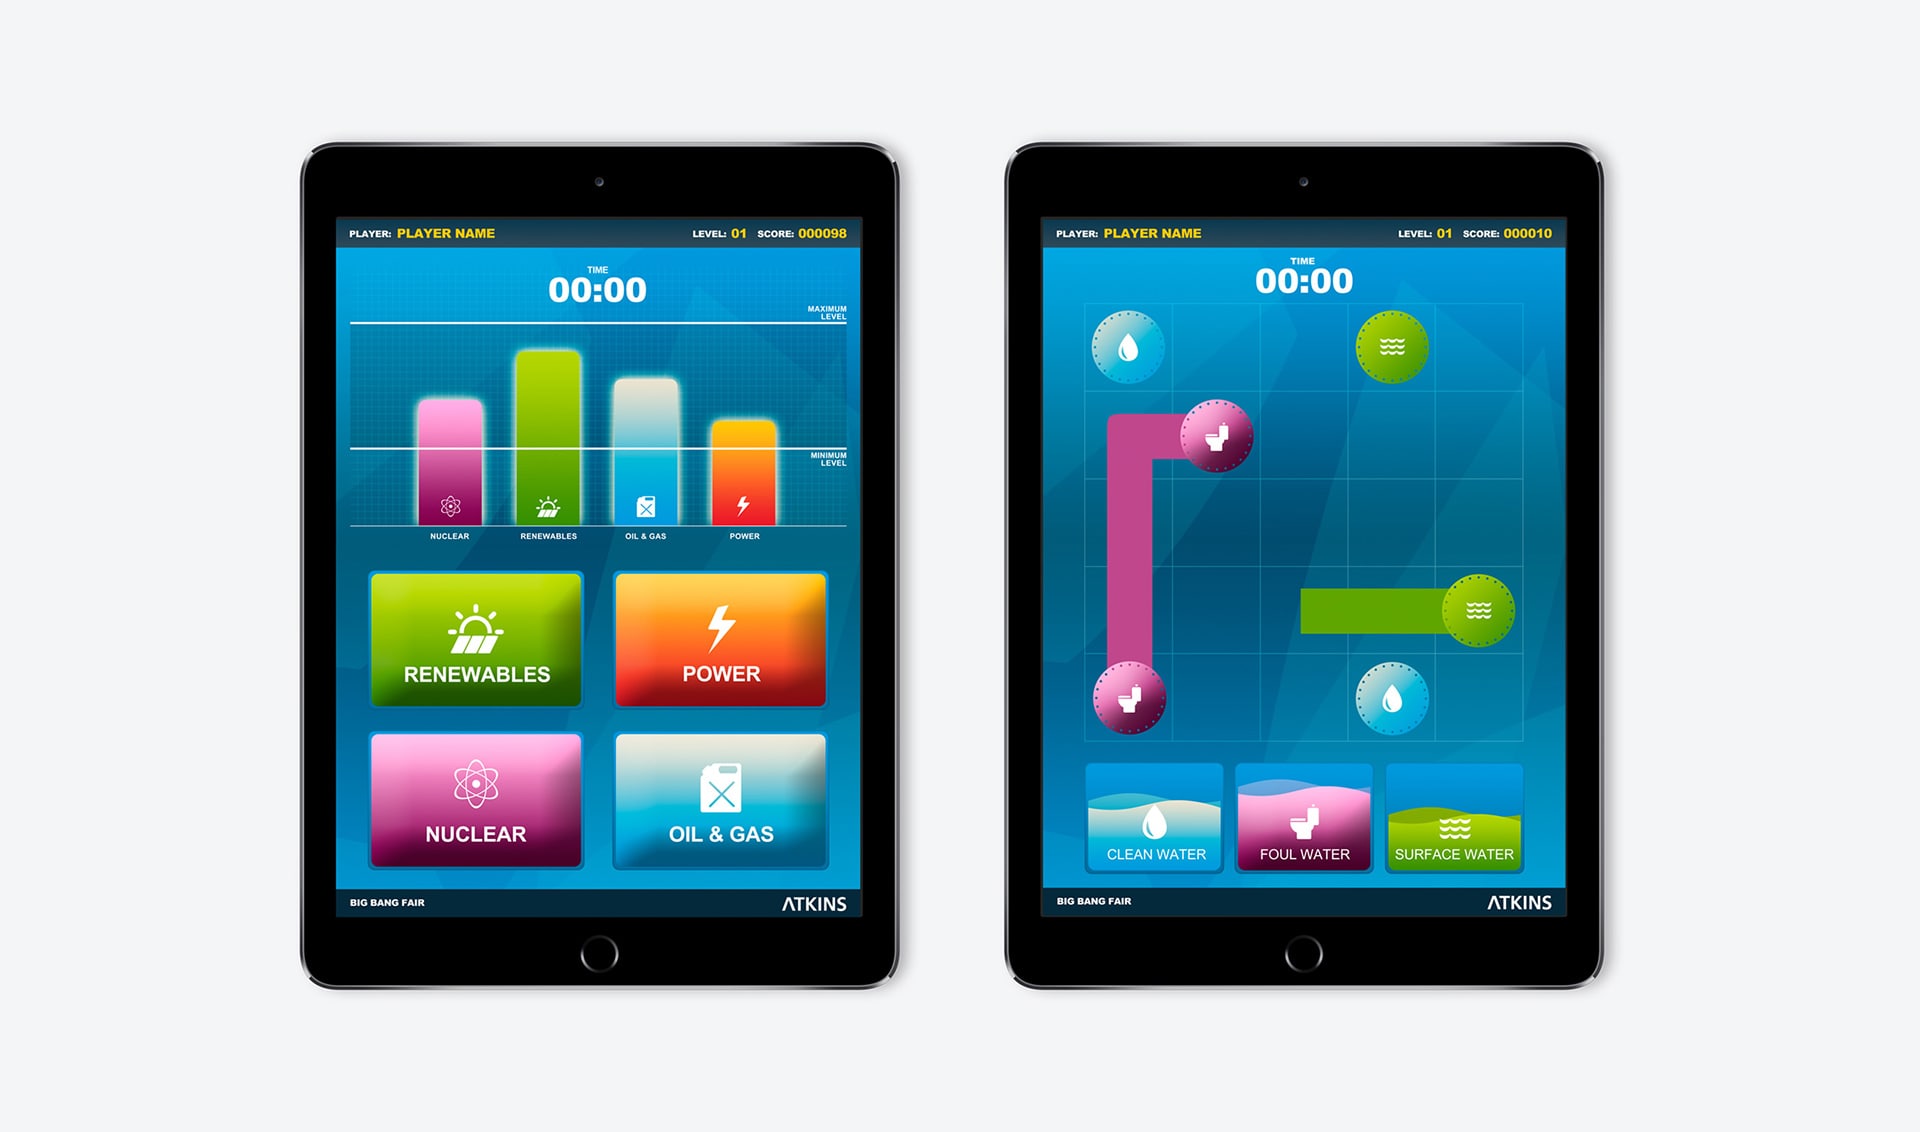 PLAYER: PLAYER NAME LEVEL: 01 SCORE: 000098
TIME
00:00
MAXIMUM
LEVEL
MINIMUM
LEVEL
NUCLEAR RENEWABLES OIL & GAS POWER
RENEWABLES POWER
NUCLEAR OIL & GAS
BIG BANG FAIR ATKINS
PLAYER: PLAYER NAME LEVEL: 01 SCORE: 000010
TIME
00:00
CLEAN WATER FOUL WATER SURFACE WATER
BIG BANG FAIR ATKINS